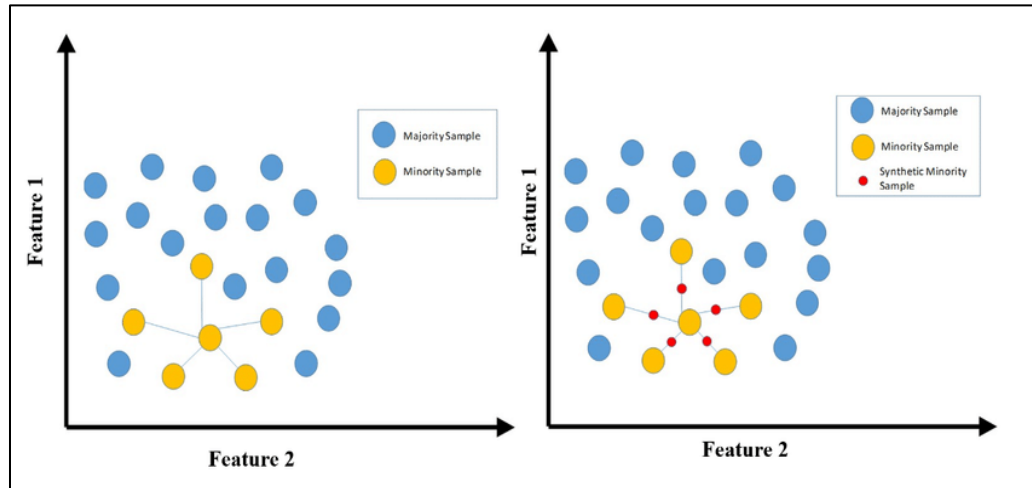 Feature 1
Majority Sample
Minority Sample
Feature 2
Feature 1
Majority Sample
Minority Sample
Synthetic Minority
Sample
Feature 2